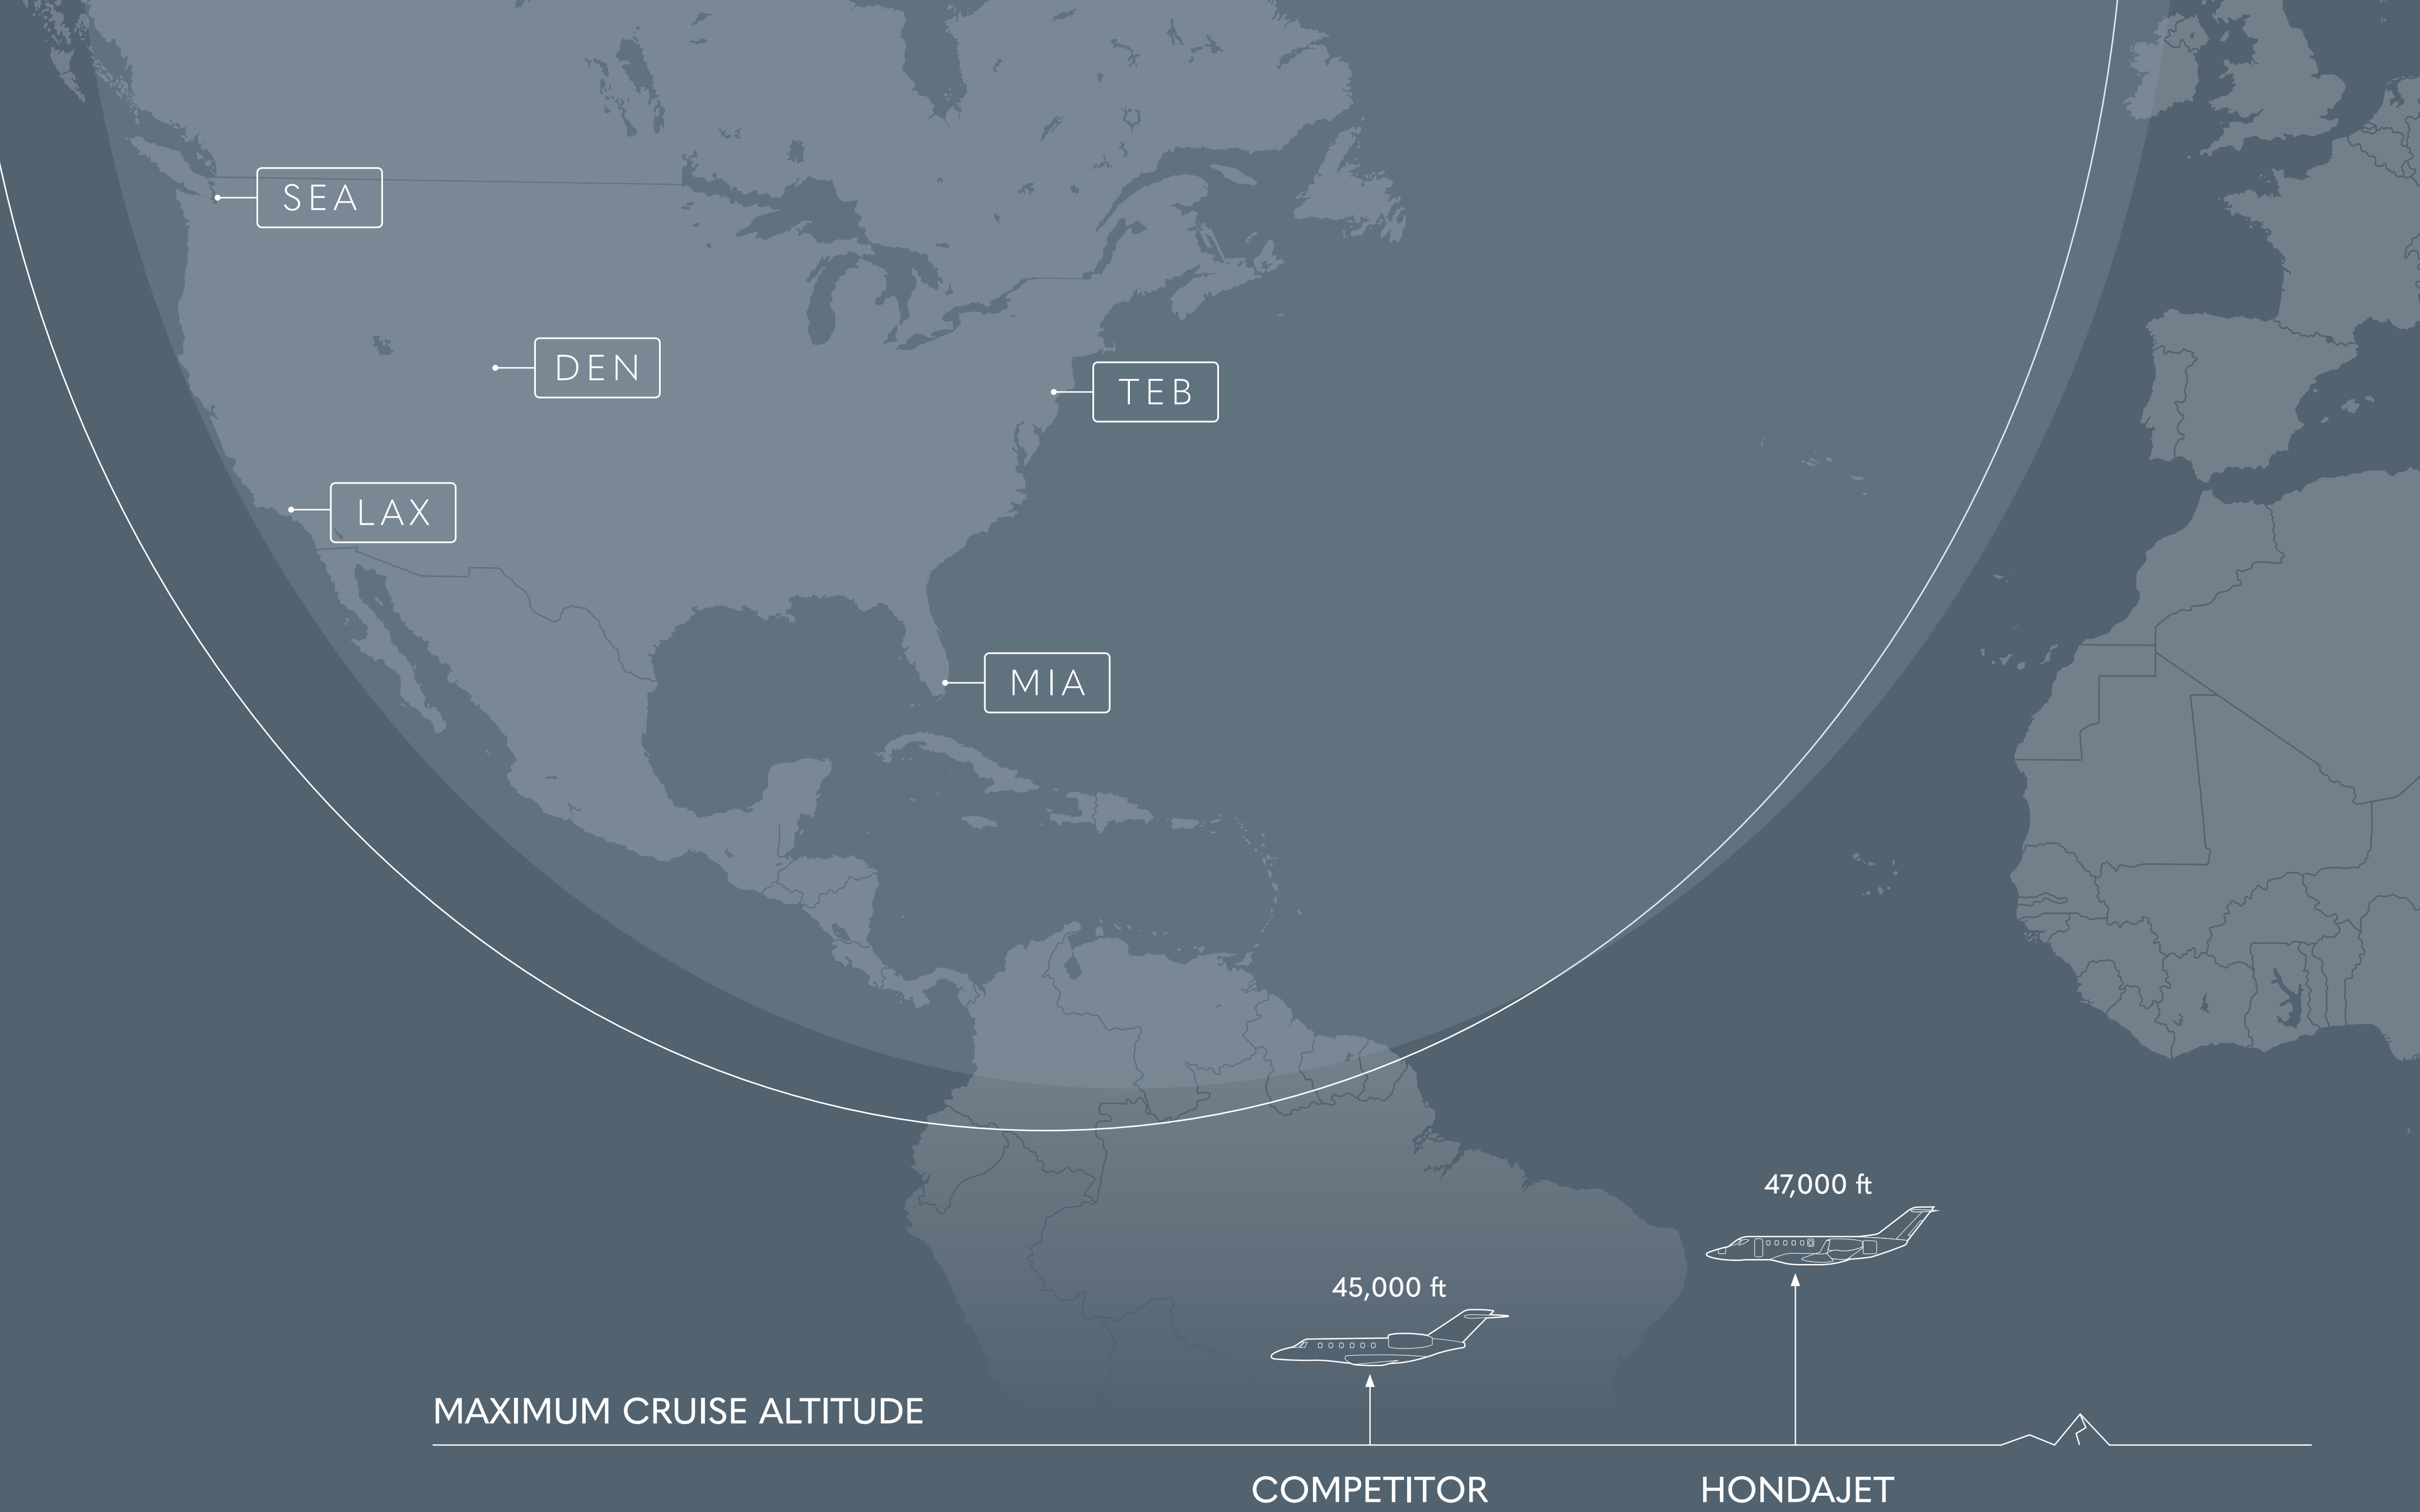 SEA
DEN
TEB
LAX
MIA
47,000 ft
45,000 ft
MAXIMUM CRUISE ALTITUDE
COMPETITOR
HONDAJET